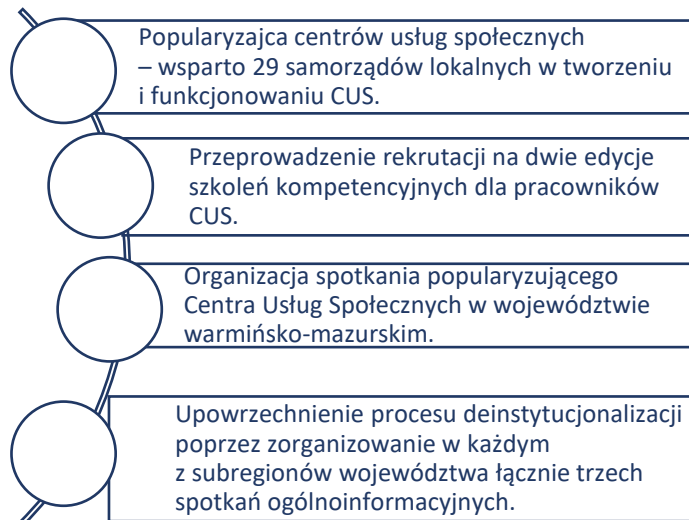 Popularyzajca centrów usług społecznych
– wsparto 29 samorządów lokalnych w tworzeniu
i funkcjonowaniu CUS.
Przeprowadzenie rekrutacji na dwie edycje
szkoleń kompetencyjnych dla pracowników
CUS.
Organizacja spotkania popularyzującego
Centra Usług Społecznych w województwie
warmińsko-mazurskim.
Upowrzechnienie procesu deinstytucjonalizacji
poprzez zorganizowanie w każdym
z subregionów województwa łącznie trzech
spotkań ogólnoinformacyjnych.